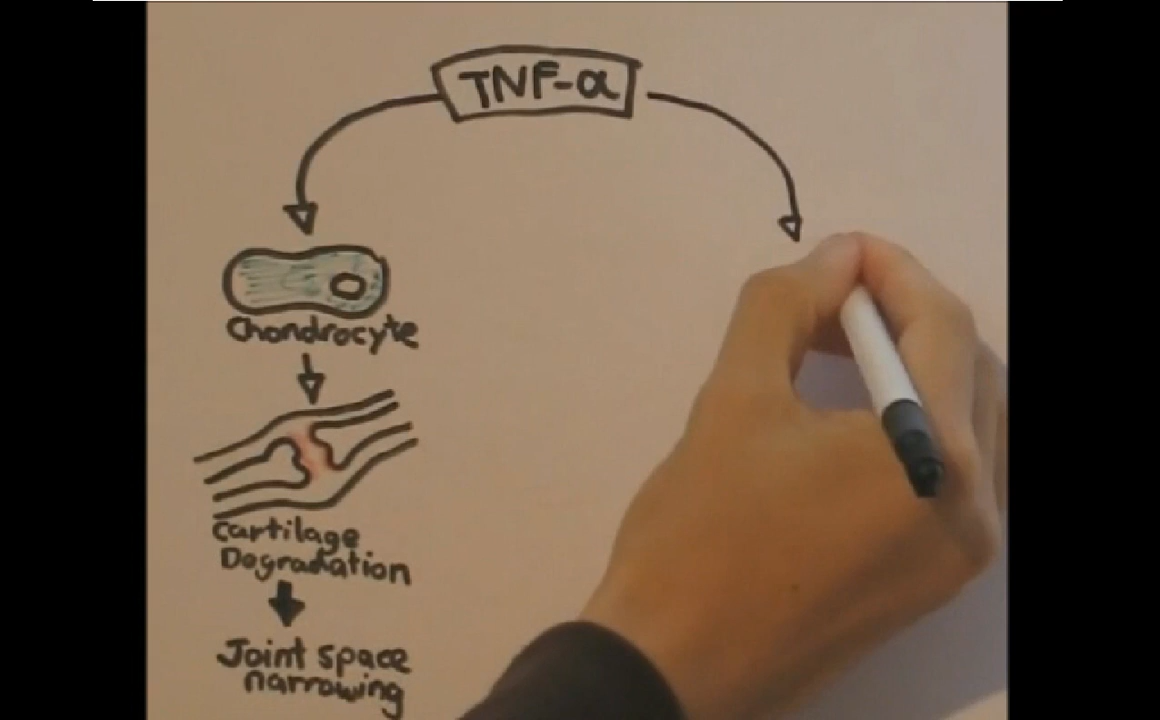 TNF-α
Chondrocyte
Cartilage
Degradation
Joint space
narrowing